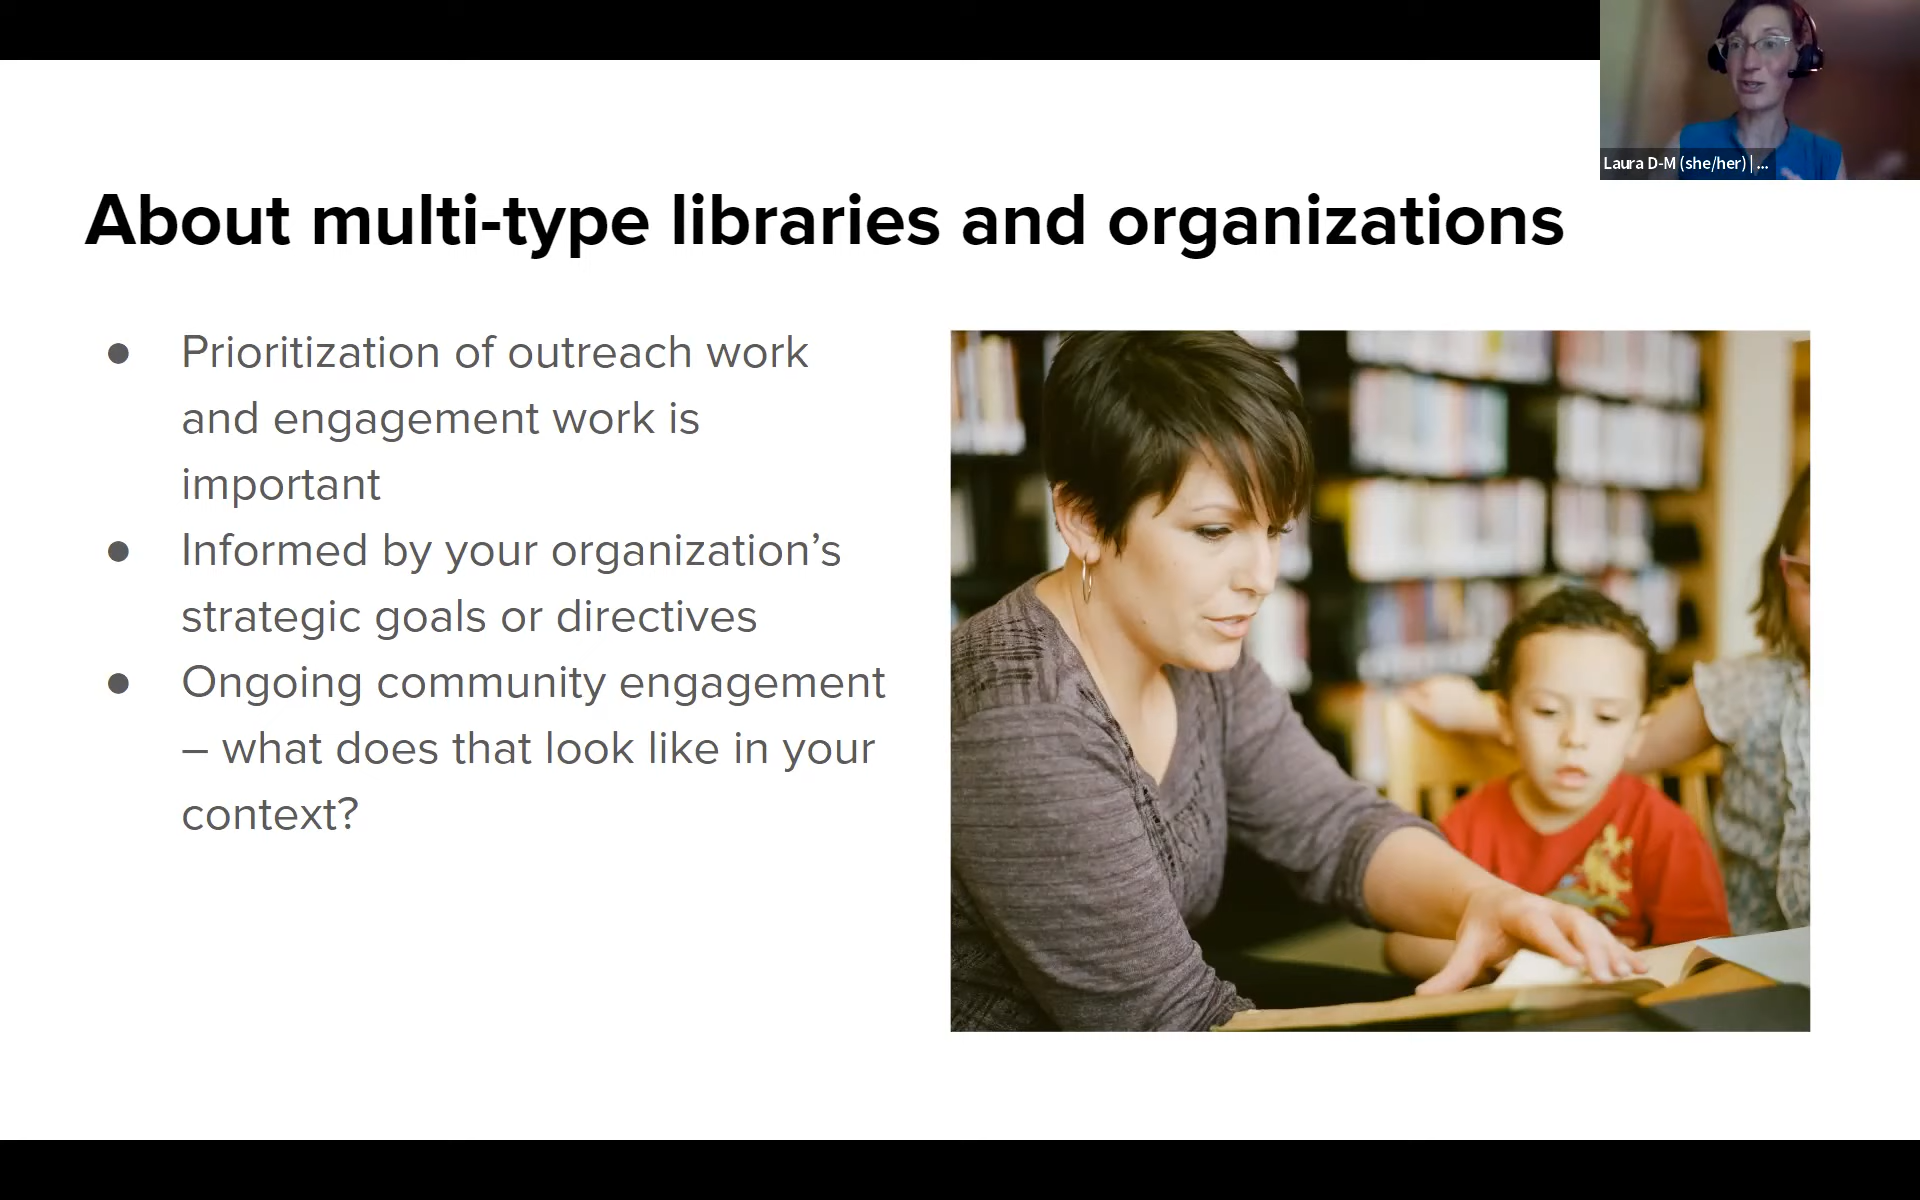 Laura D-M (she/her) | ...
About multi-type libraries and organizations
● Prioritization of outreach work
and engagement work is
important
● Informed by your organization’s
strategic goals or directives
● Ongoing community engagement
– what does that look like in your
context?